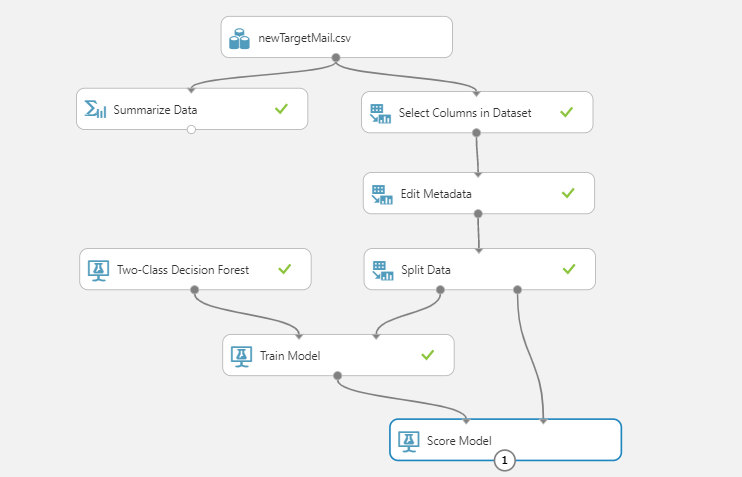 newTargetMail.csv
Summarize Data
Select Columns in Dataset
Edit Metadata
Two-Class Decision Forest
Split Data
Train Model
Score Model
1